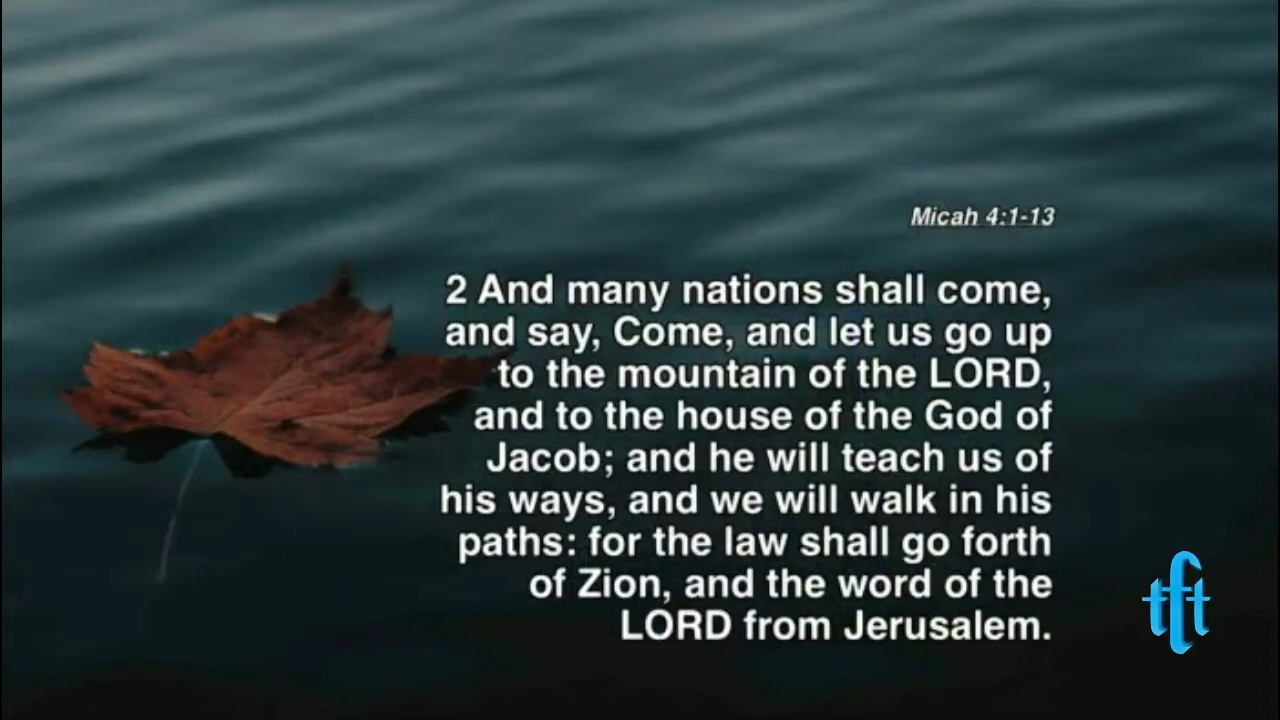 Micah 4:1-13
2 And many nations shall come,
and say, Come, and let us go up
to the mountain of the LORD,
and to the house of the God of
Jacob; and he will teach us of
his ways, and we will walk in his
paths: for the law shall go forth
of Zion, and the word of the
LORD from Jerusalem.
tft